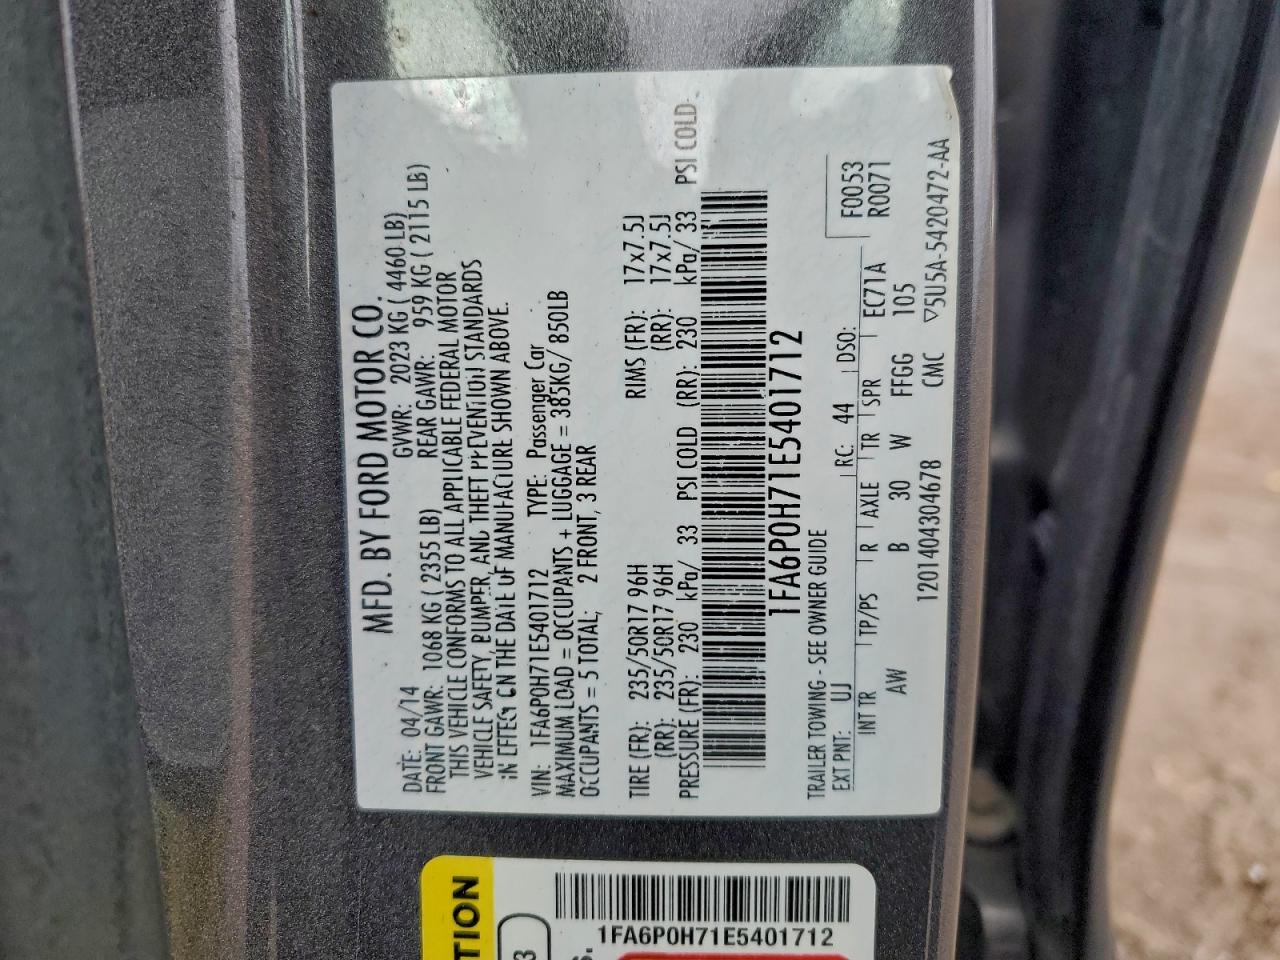 MFD. BY FORD MOTOR CO.
DATE: 04/14 GVWR: 2023 KG ( 4460 LB)
FRONT GAWR: 1068 KG ( 2355 LB) REAR GAWR: 959 KG ( 2115 LB)
THIS VEHICLE CONFORMS TO ALL APPLICABLE FEDERAL MOTOR
VEHICLE SAFETY, BUMPER, AND THEFT PREVENTION STANDARDS
IN EFFECT ON THE DATE OF MANUFACTURE SHOWN ABOVE.
VIN: 1FA6P0H71E5401712 TYPE: Passenger Car
MAXIMUM LOAD = OCCUPANTS + LUGGAGE = 385KG/ 850LB
OCCUPANTS = 5 TOTAL; 2 FRONT, 3 REAR
TIRE (FR): 235/50R17 96H RIMS (FR): 17x7.5J
(RR): 235/50R17 96H (RR): 17x7.5J
PRESSURE (FR): 230 kPa/ 33 PSI COLD (RR): 230 kPa/ 33 PSI COLD
1FA6P0H71E5401712
TRAILER TOWING - SEE OWNER GUIDE
F0053
R0071
EXT PNT: UJ RC: 44 DSO:
INT TR TP/PS R AXLE TR SPR EC71A
AW B 30 W FFGG 105
1201404304678 CMC ▽5U5A-5420472-AA
TION
3
S.
1FA6P0H71E5401712